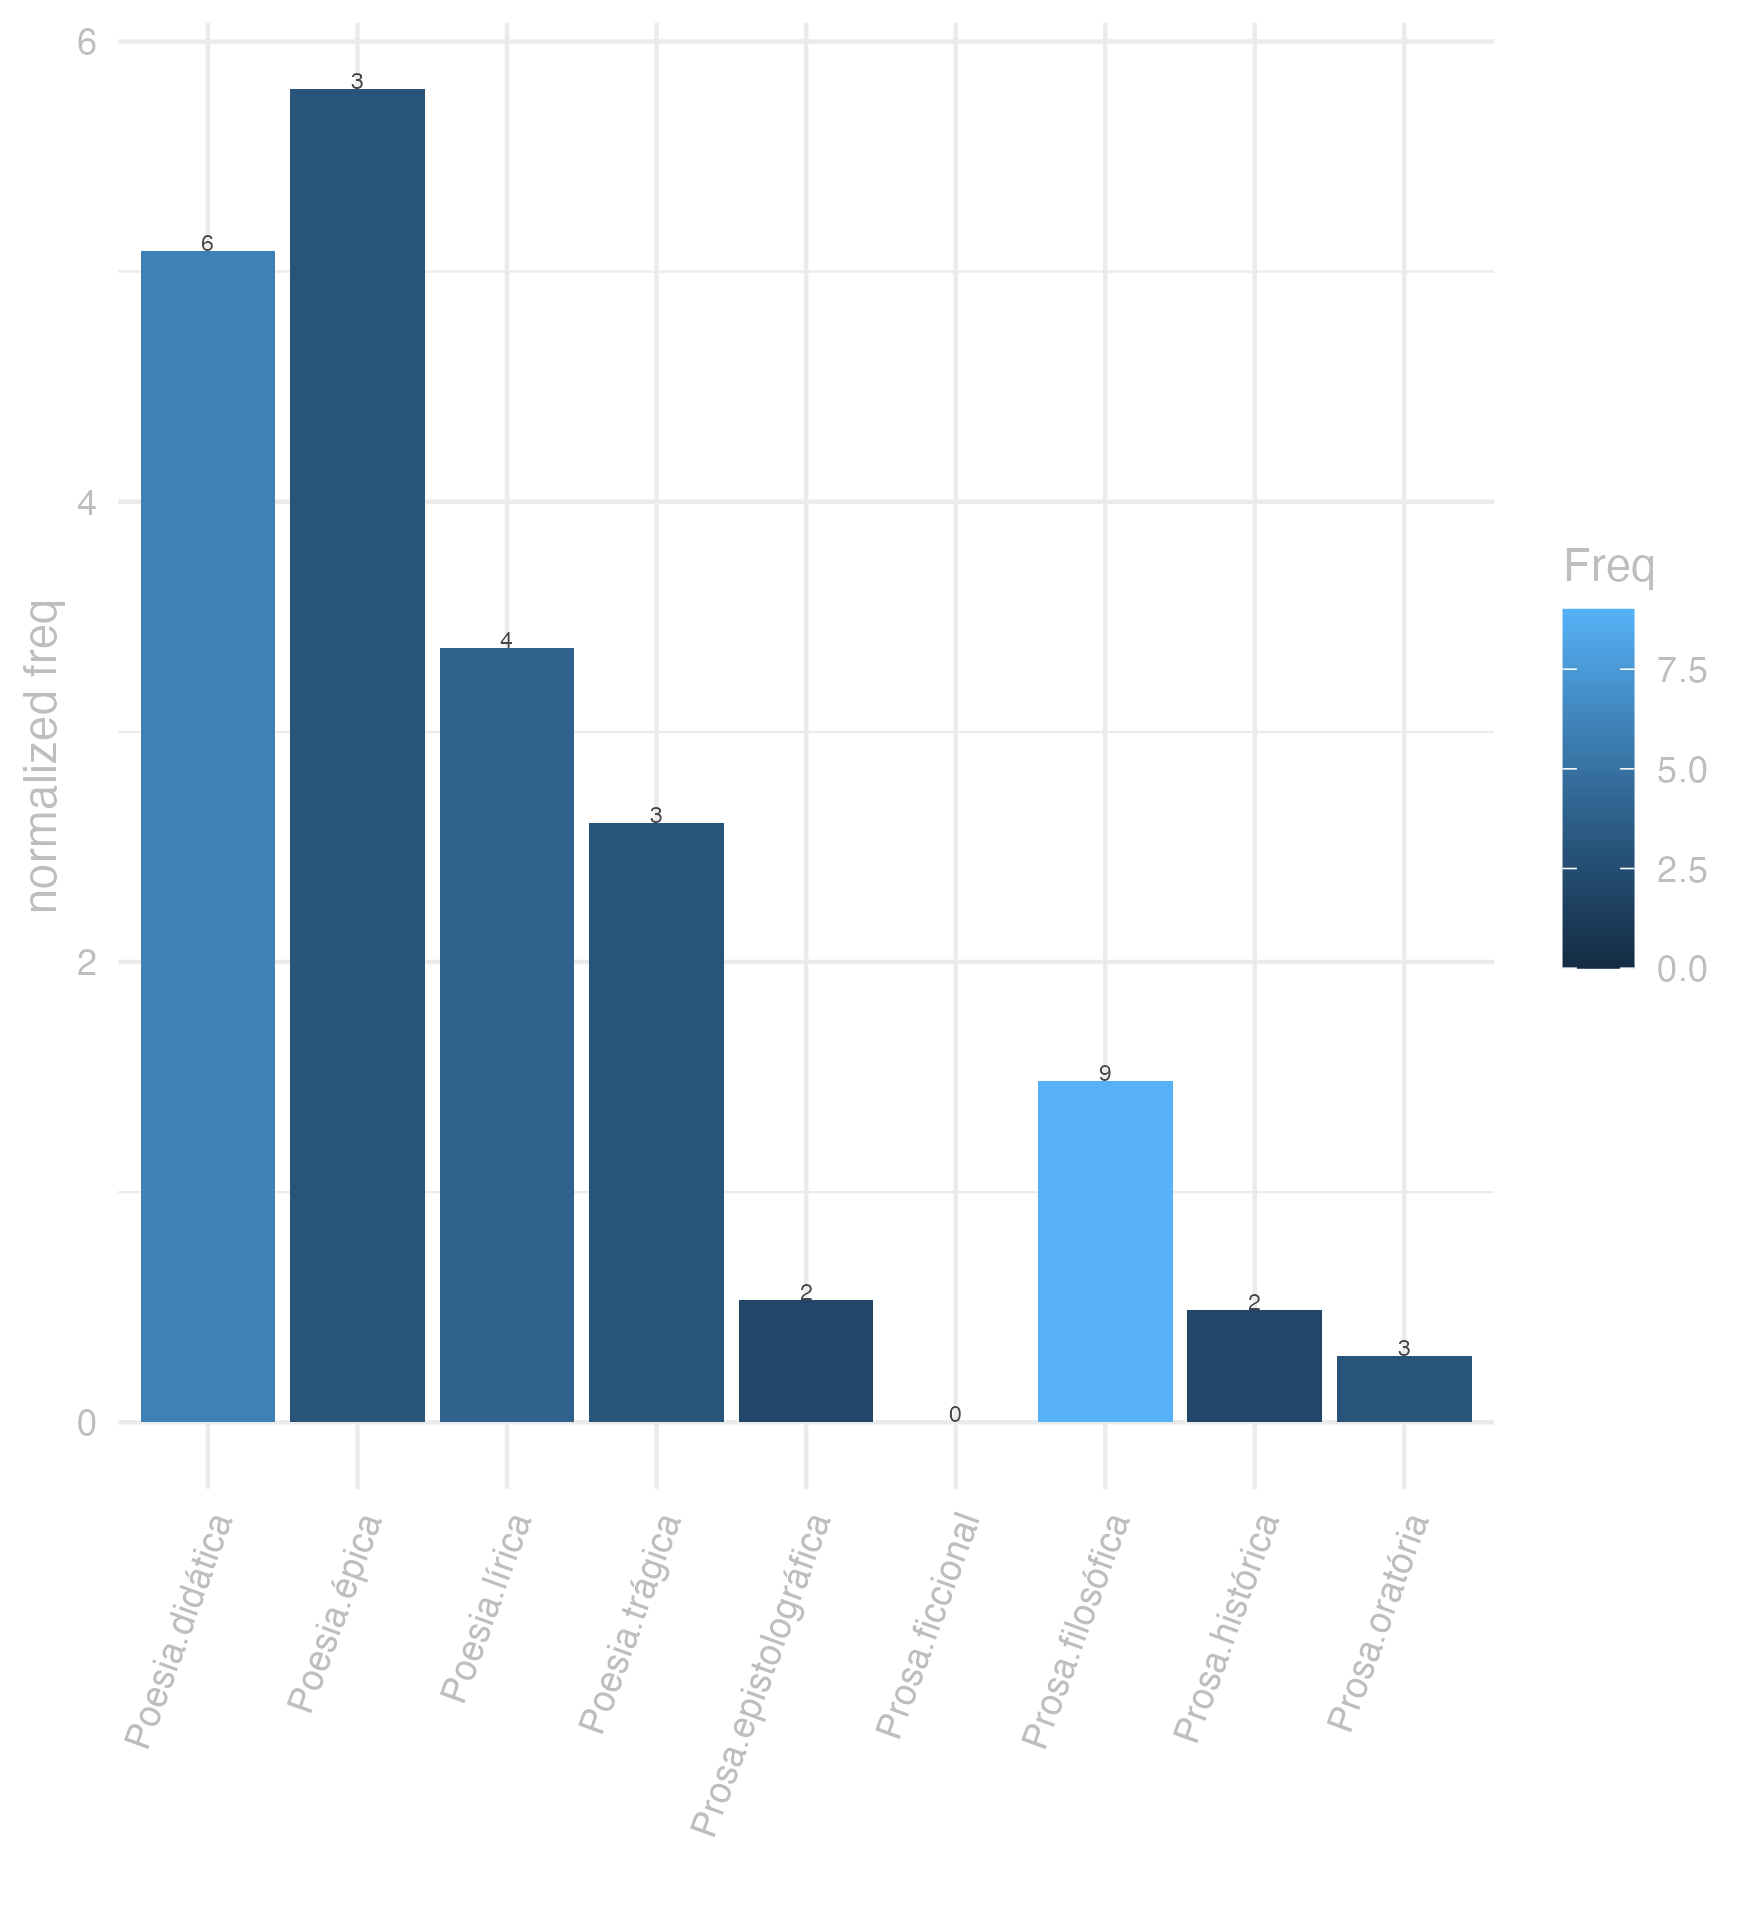 6
4
2
0
normalized freq
6
3
4
3
2
0
9
2
3
Poesia.didática
Poesia.épica
Poesia.lírica
Poesia.trágica
Prosa.epistolográfica
Prosa.ficcional
Prosa.filosófica
Prosa.histórica
Prosa.oratória
Freq
7.5
5.0
2.5
0.0